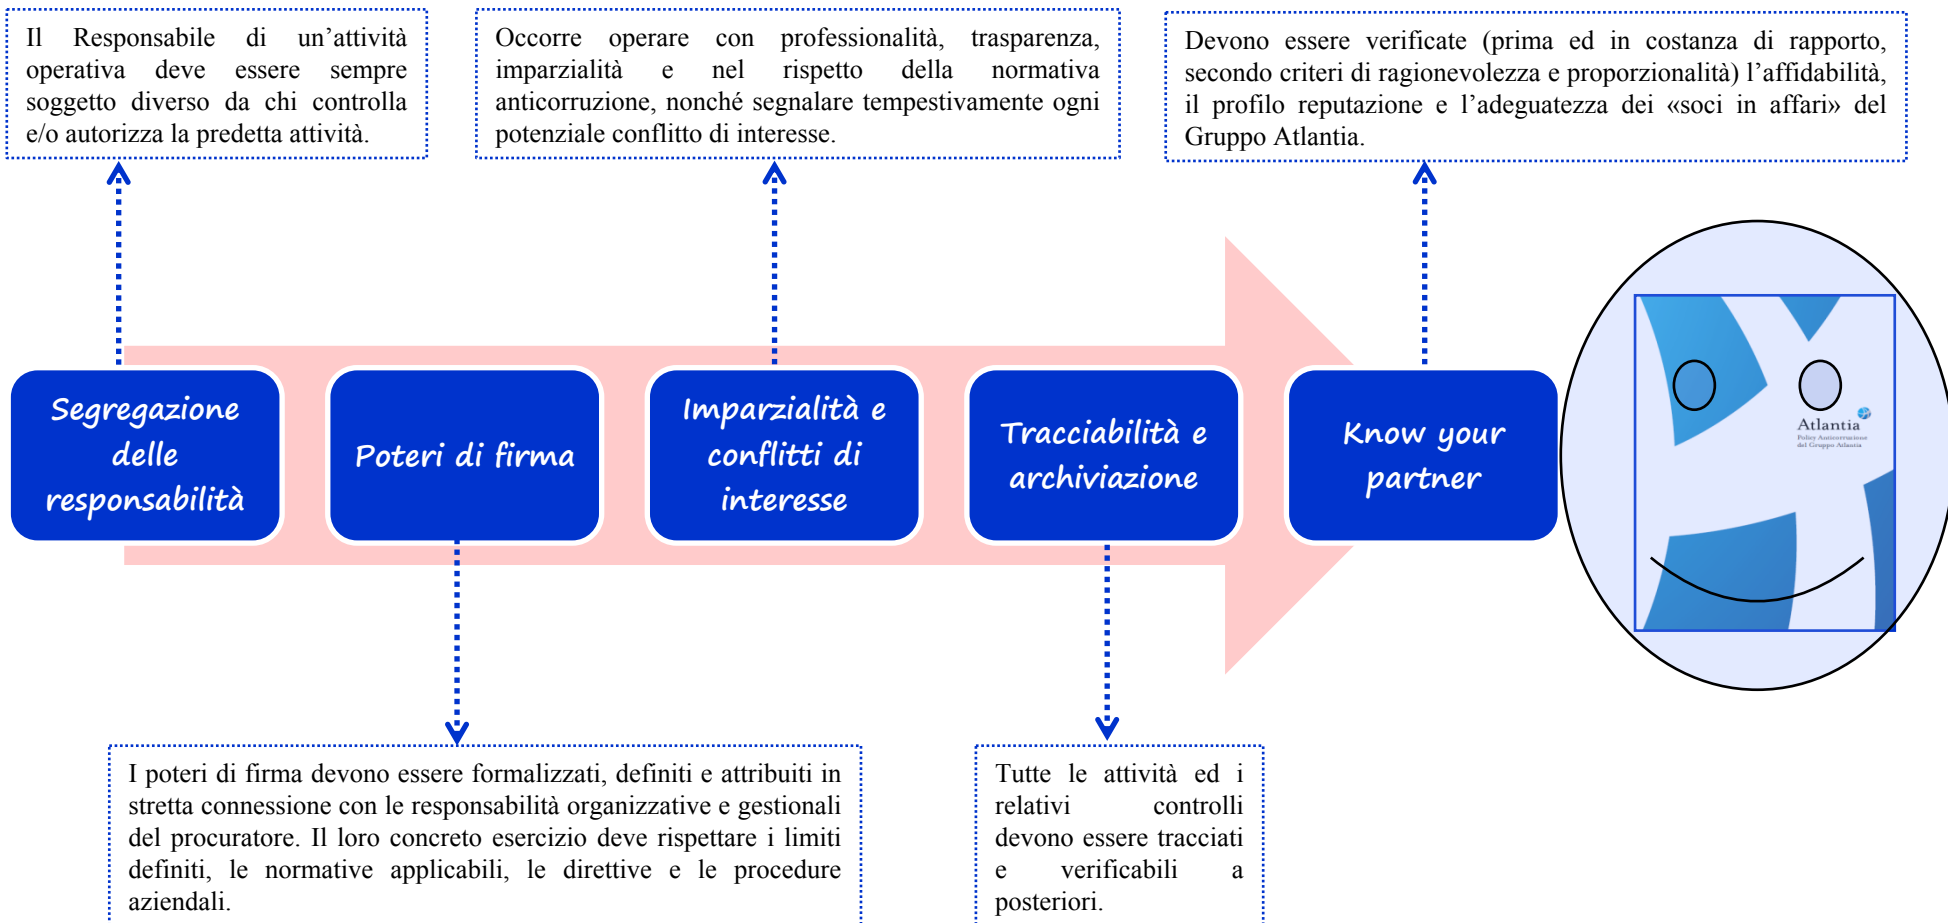 Il Responsabile di un’attività
operativa deve essere sempre
soggetto diverso da chi controlla
e/o autorizza la predetta attività.
Occorre operare con professionalità, trasparenza,
imparzialità e nel rispetto della normativa
anticorruzione, nonché segnalare tempestivamente ogni
potenziale conflitto di interesse.
Devono essere verificate (prima ed in costanza di rapporto,
secondo criteri di ragionevolezza e proporzionalità) l’affidabilità,
il profilo reputazione e l’adeguatezza dei «soci in affari» del
Gruppo Atlantia.
Segregazione
delle
responsabilità
Poteri di firma
Imparzialità e
conflitti di
interesse
Tracciabilità e
archiviazione
Know your
partner
Atlantia
Policy Anticorruzione
del Gruppo Atlantia
I poteri di firma devono essere formalizzati, definiti e attribuiti in
stretta connessione con le responsabilità organizzative e gestionali
del procuratore. Il loro concreto esercizio deve rispettare i limiti
definiti, le normative applicabili, le direttive e le procedure
aziendali.
Tutte le attività ed i
relativi controlli
devono essere tracciati
e verificabili a
posteriori.